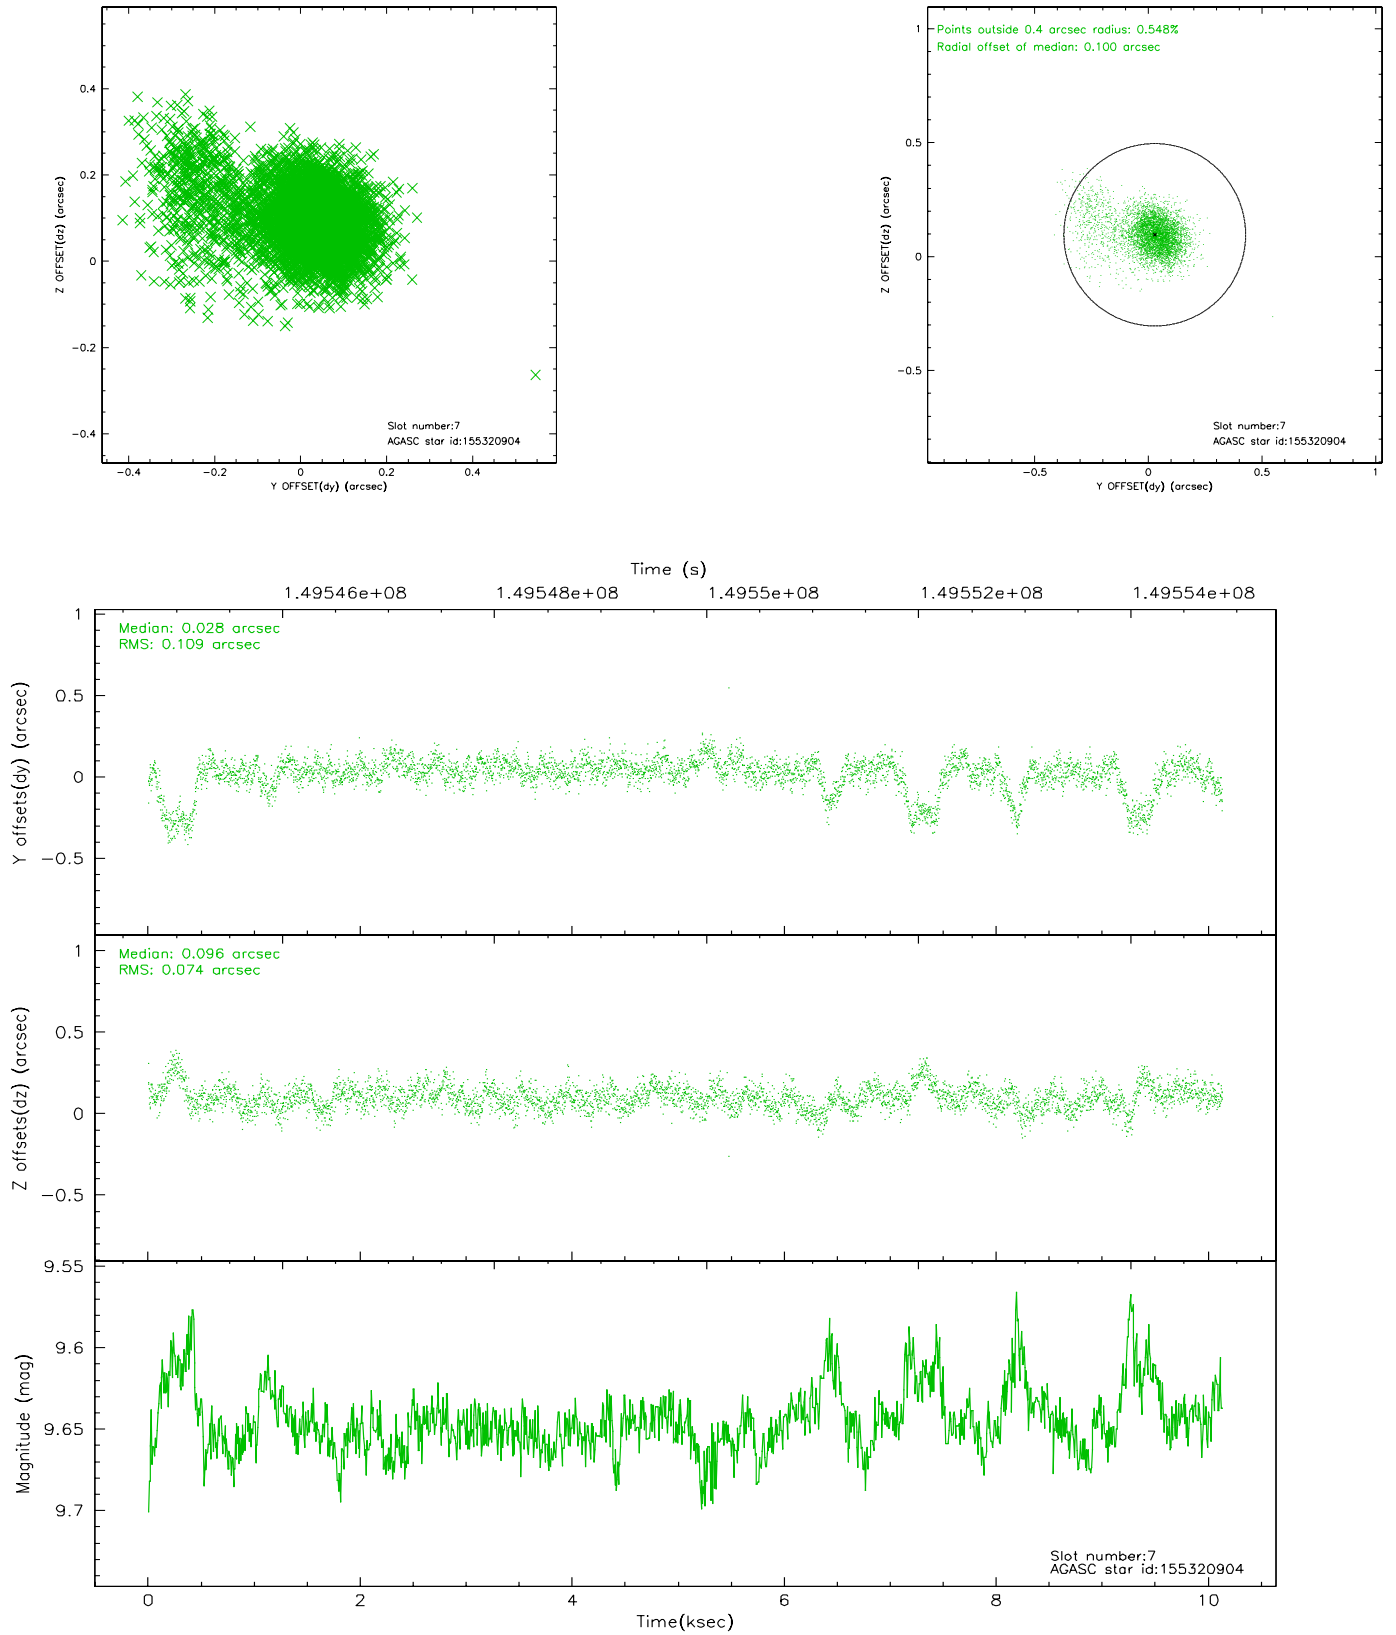 0.4
0.2
0
−0.2
−0.4
Z OFFSET(dz) (arcsec)
Slot number:7
AGASC star id:155320904
−0.4
−0.2
0
0.2
0.4
Y OFFSET(dy) (arcsec)
Points outside 0.4 arcsec radius: 0.548%
Radial offset of median: 0.100 arcsec
1
0.5
0
−0.5
Z OFFSET(dz) (arcsec)
Slot number:7
AGASC star id:155320904
−0.5
0
0.5
1
Y OFFSET(dy) (arcsec)
Time (s)
1.49546e+08
1.49548e+08
1.4955e+08
1.49552e+08
1.49554e+08
Median: 0.028 arcsec
RMS: 0.109 arcsec
1
0.5
0
−0.5
Y offsets(dy) (arcsec)
Median: 0.096 arcsec
RMS: 0.074 arcsec
1
0.5
0
−0.5
Z offsets(dz) (arcsec)
9.55
9.6
9.65
9.7
Magnitude (mag)
Slot number:7
AGASC star id:155320904
0
2
4
6
8
10
Time(ksec)